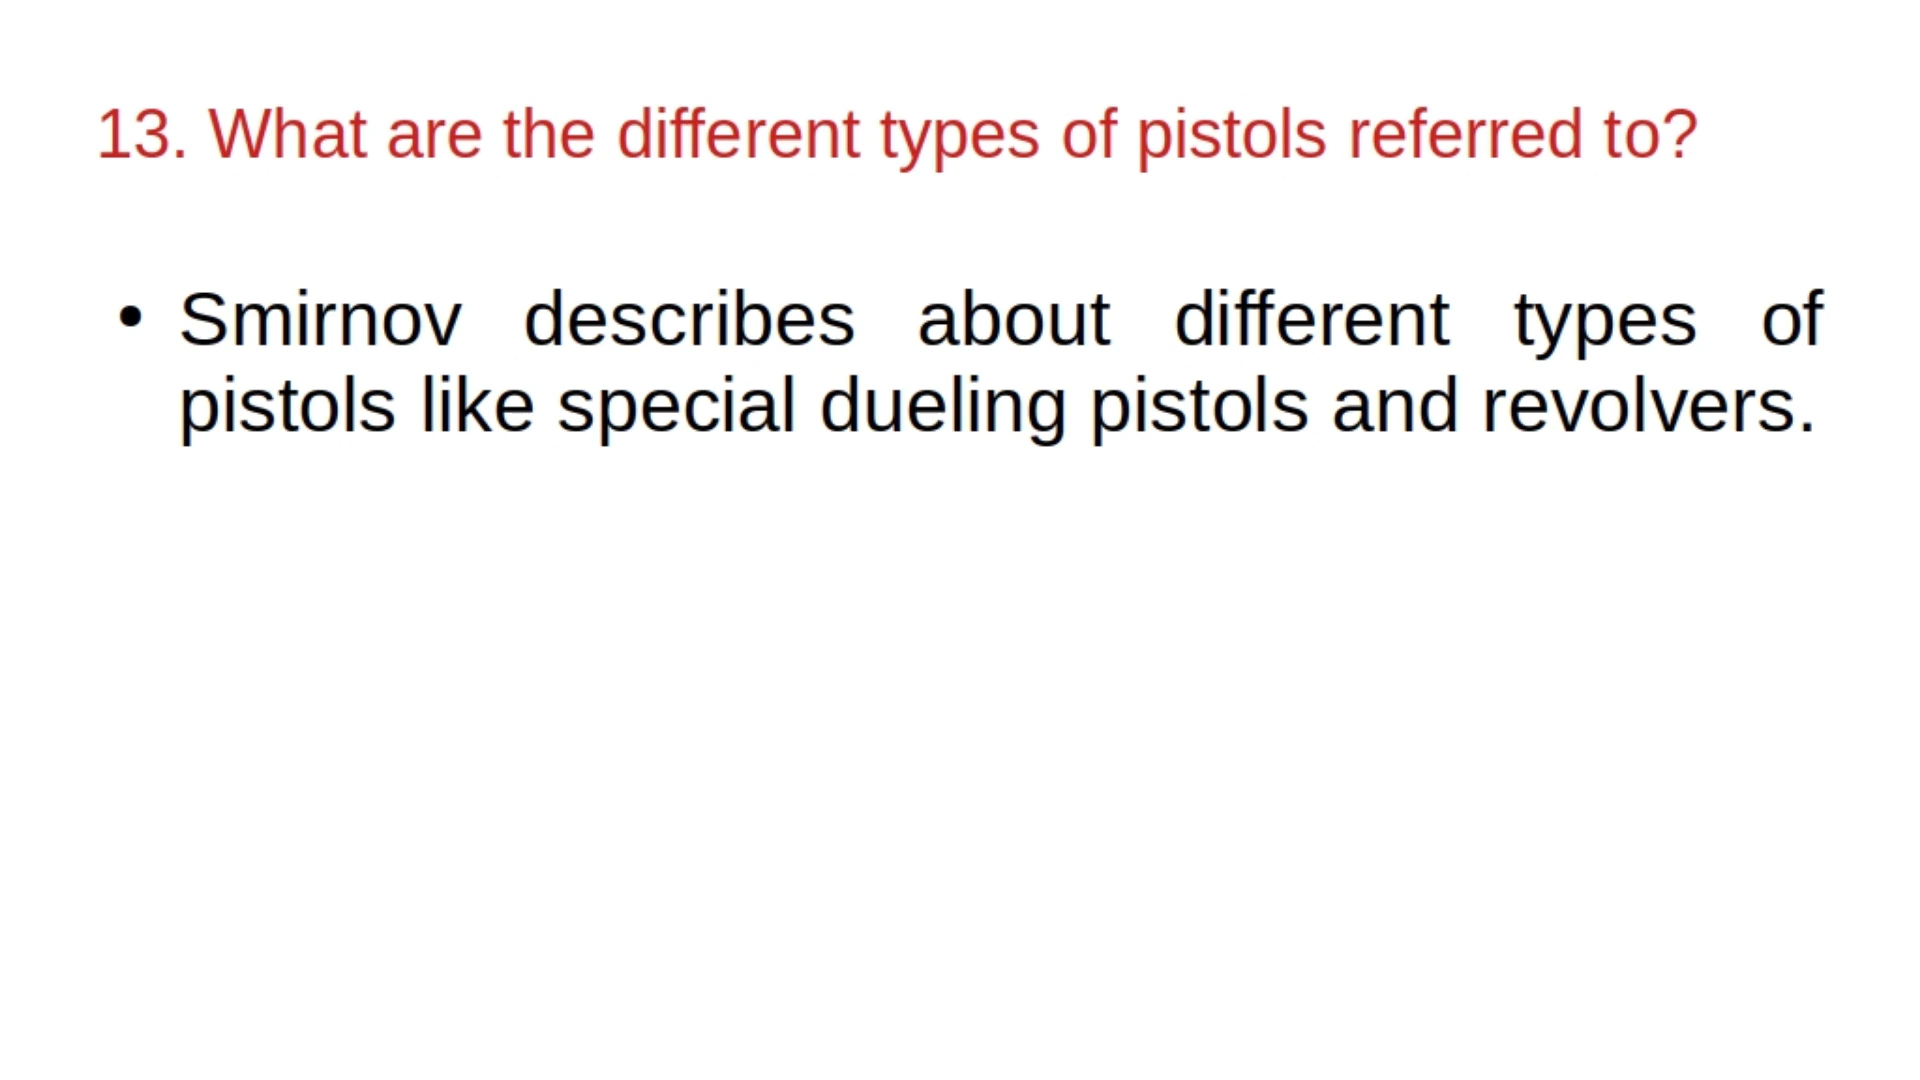 13. What are the different types of pistols referred to?
• Smirnov describes about different types of
pistols like special dueling pistols and revolvers.